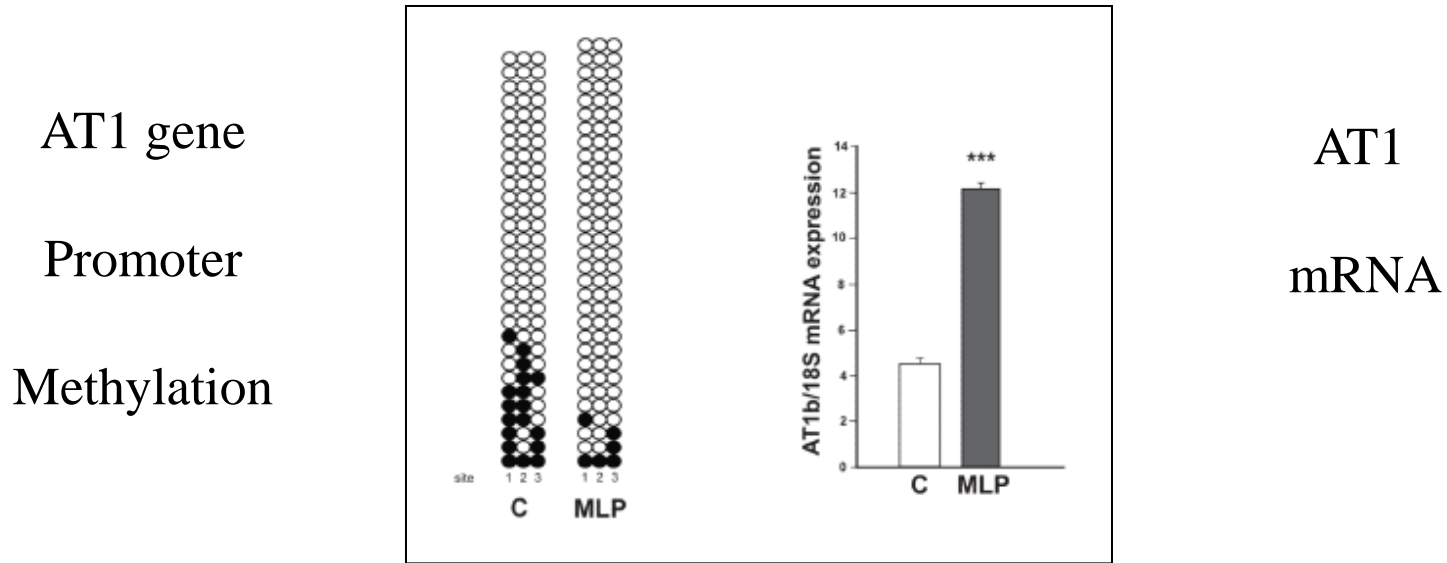 AT1 gene
Promoter
Methylation
site
1 2 3
1 2 3
C
MLP
AT1b/18S mRNA expression
14
12
10
8
6
4
2
0
***
C
MLP
AT1
mRNA